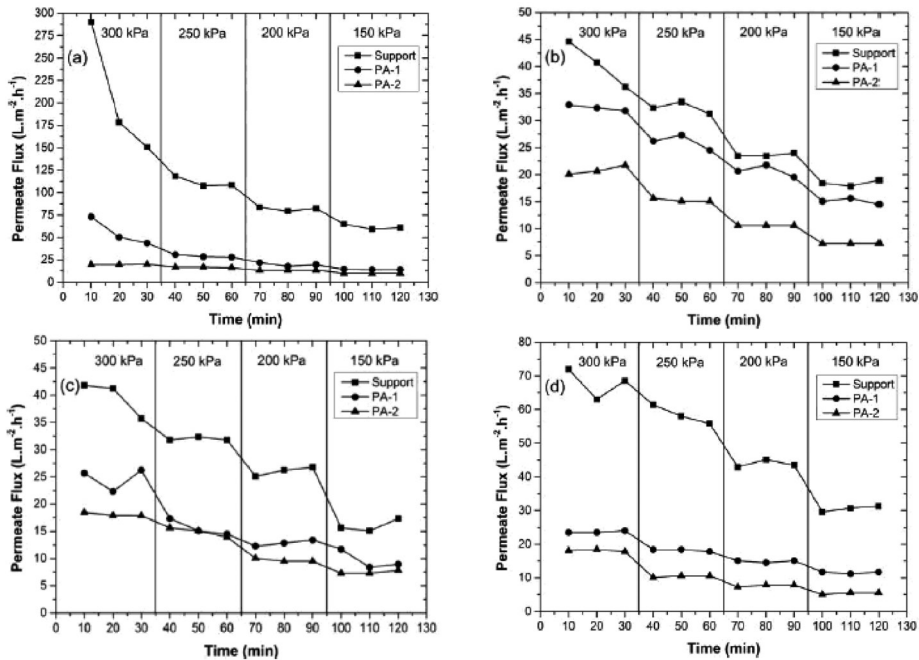 (a)
300 kPa 250 kPa 200 kPa 150 kPa
Support
PA-1
PA-2
Permeate Flux (L.m⁻².h⁻¹)
300
275
250
225
200
175
150
125
100
75
50
25
0
0 10 20 30 40 50 60 70 80 90 100 110 120 130
Time (min)
(b)
300 kPa 250 kPa 200 kPa 150 kPa
Support
PA-1
PA-2
Permeate Flux (L.m⁻².h⁻¹)
50
45
40
35
30
25
20
15
10
5
0
0 10 20 30 40 50 60 70 80 90 100 110 120 130
Time (min)
(c)
300 kPa 250 kPa 200 kPa 150 kPa
Support
PA-1
PA-2
Permeate Flux (L.m⁻².h⁻¹)
50
45
40
35
30
25
20
15
10
5
0
0 10 20 30 40 50 60 70 80 90 100 110 120 130
Time (min)
(d)
300 kPa 250 kPa 200 kPa 150 kPa
Support
PA-1
PA-2
Permeate Flux (L.m⁻².h⁻¹)
80
70
60
50
40
30
20
10
0
0 10 20 30 40 50 60 70 80 90 100 110 120 130
Time (min)